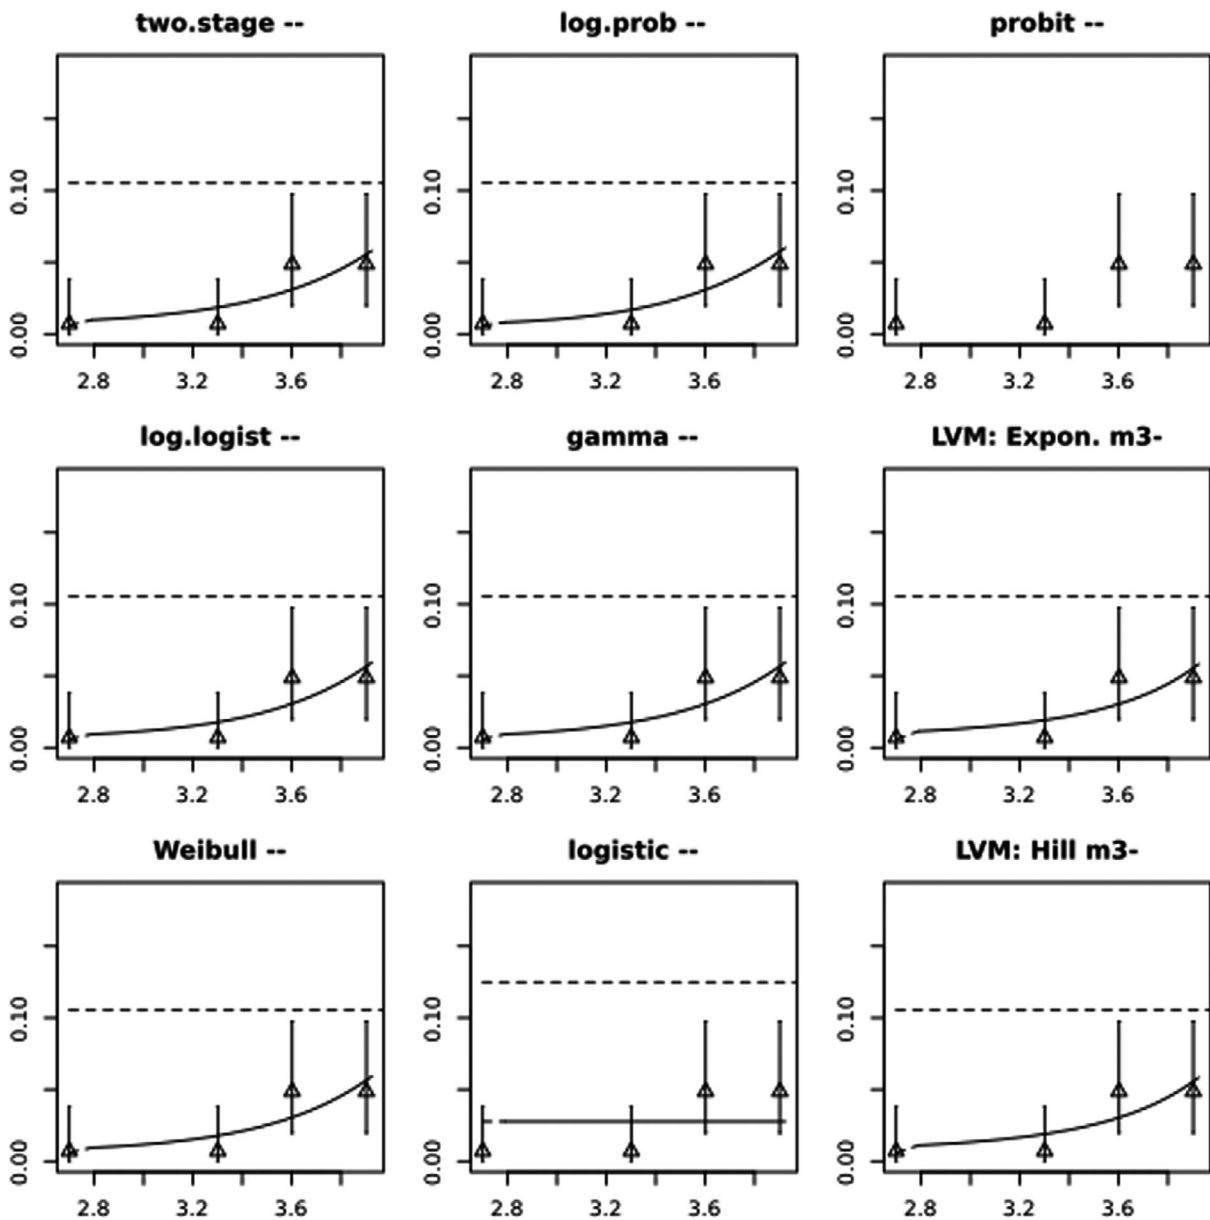 two.stage -- log.prob -- probit --
0.10 0.10 0.10
0.00 0.00 0.00
2.8 3.2 3.6 2.8 3.2 3.6 2.8 3.2 3.6
log.logist -- gamma -- LVM: Expon. m3-
0.10 0.10 0.10
0.00 0.00 0.00
2.8 3.2 3.6 2.8 3.2 3.6 2.8 3.2 3.6
Weibull -- logistic -- LVM: Hill m3-
0.10 0.10 0.10
0.00 0.00 0.00
2.8 3.2 3.6 2.8 3.2 3.6 2.8 3.2 3.6